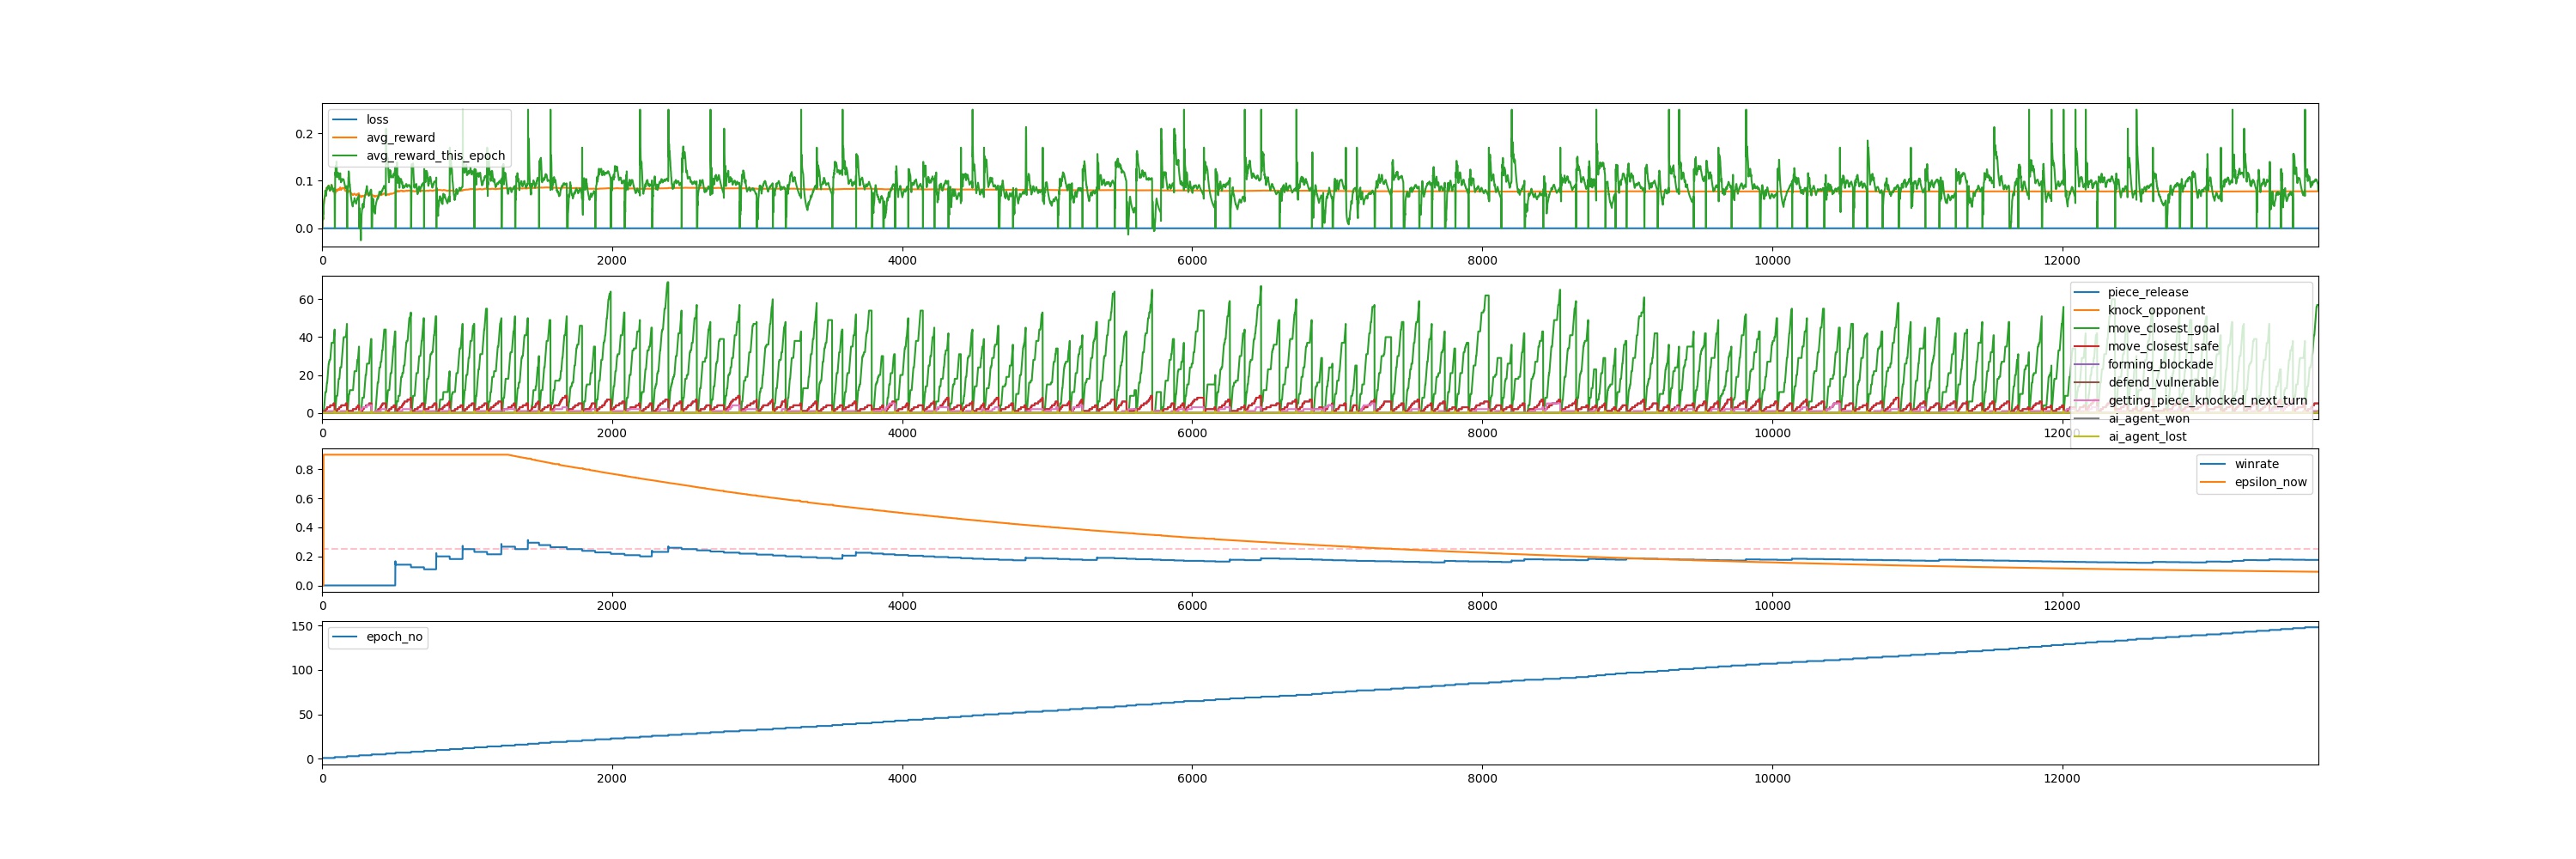 loss
avg_reward
avg_reward_this_epoch
0.2
0.1
0.0
0 2000 4000 6000 8000 10000 12000
piece_release
knock_opponent
move_closest_goal
move_closest_safe
forming_blockade
defend_vulnerable
getting_piece_knocked_next_turn
ai_agent_won
ai_agent_lost
60
40
20
0
0 2000 4000 6000 8000 10000 12000
winrate
epsilon_now
0.8
0.6
0.4
0.2
0.0
0 2000 4000 6000 8000 10000 12000
epoch_no
150
100
50
0
0 2000 4000 6000 8000 10000 12000